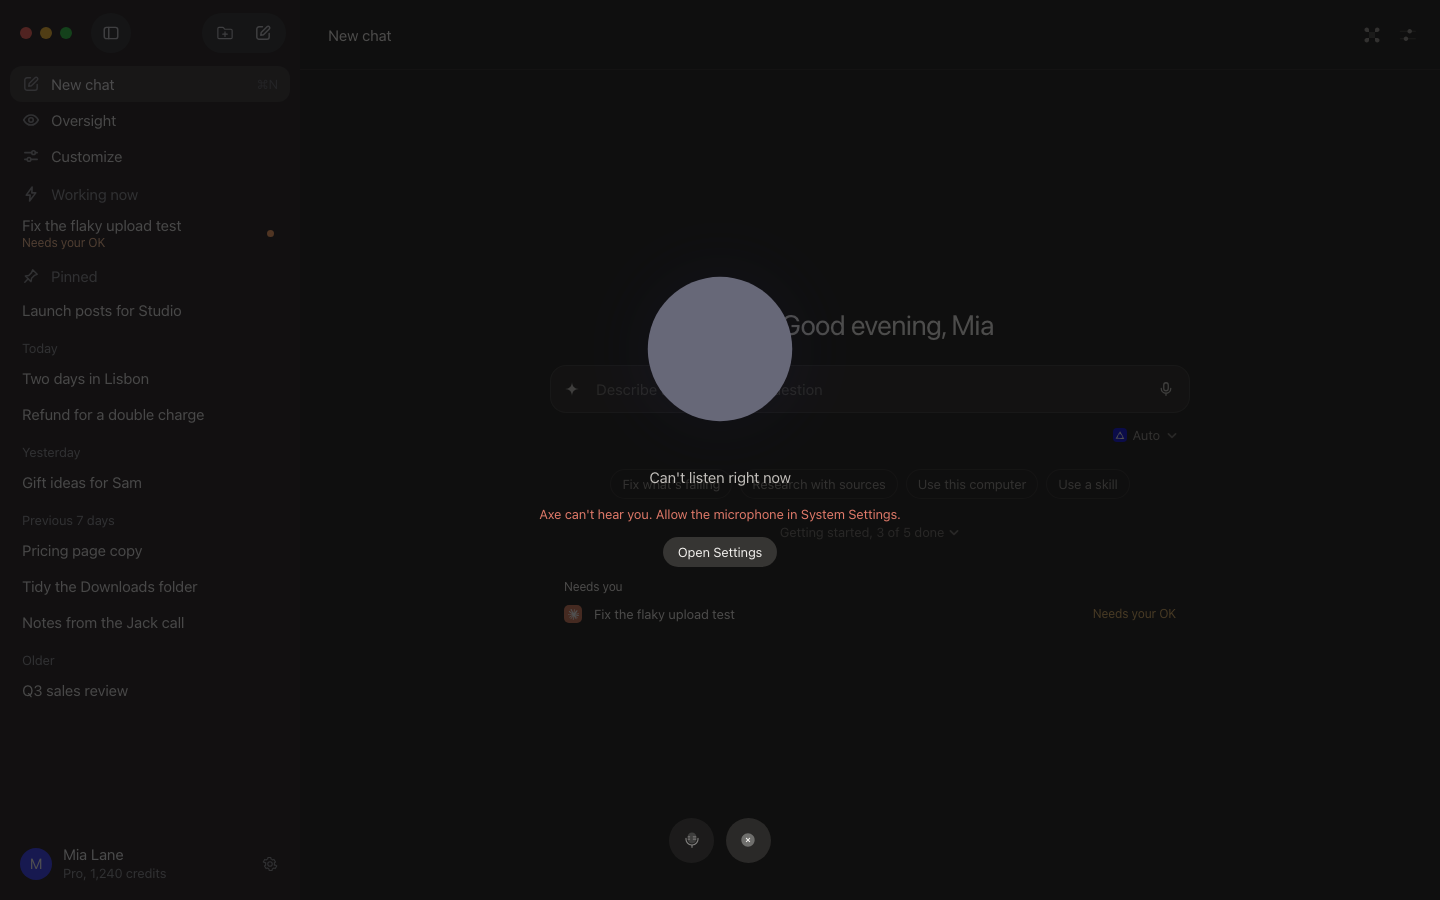 New chat
New chat ⌘N
Oversight
Customize
Working now
Fix the flaky upload test
Needs your OK
Pinned
Launch posts for Studio
Today
Two days in Lisbon
Refund for a double charge
Yesterday
Gift ideas for Sam
Previous 7 days
Pricing page copy
Tidy the Downloads folder
Notes from the Jack call
Older
Q3 sales review
M
Mia Lane
Pro, 1,240 credits
Good evening, Mia
Describe
Auto
Can't listen right now
Fix what's failing
Research with sources
Use this computer
Use a skill
Axe can't hear you. Allow the microphone in System Settings.
Getting started, 3 of 5 done
Open Settings
Needs you
Fix the flaky upload test
Needs your OK